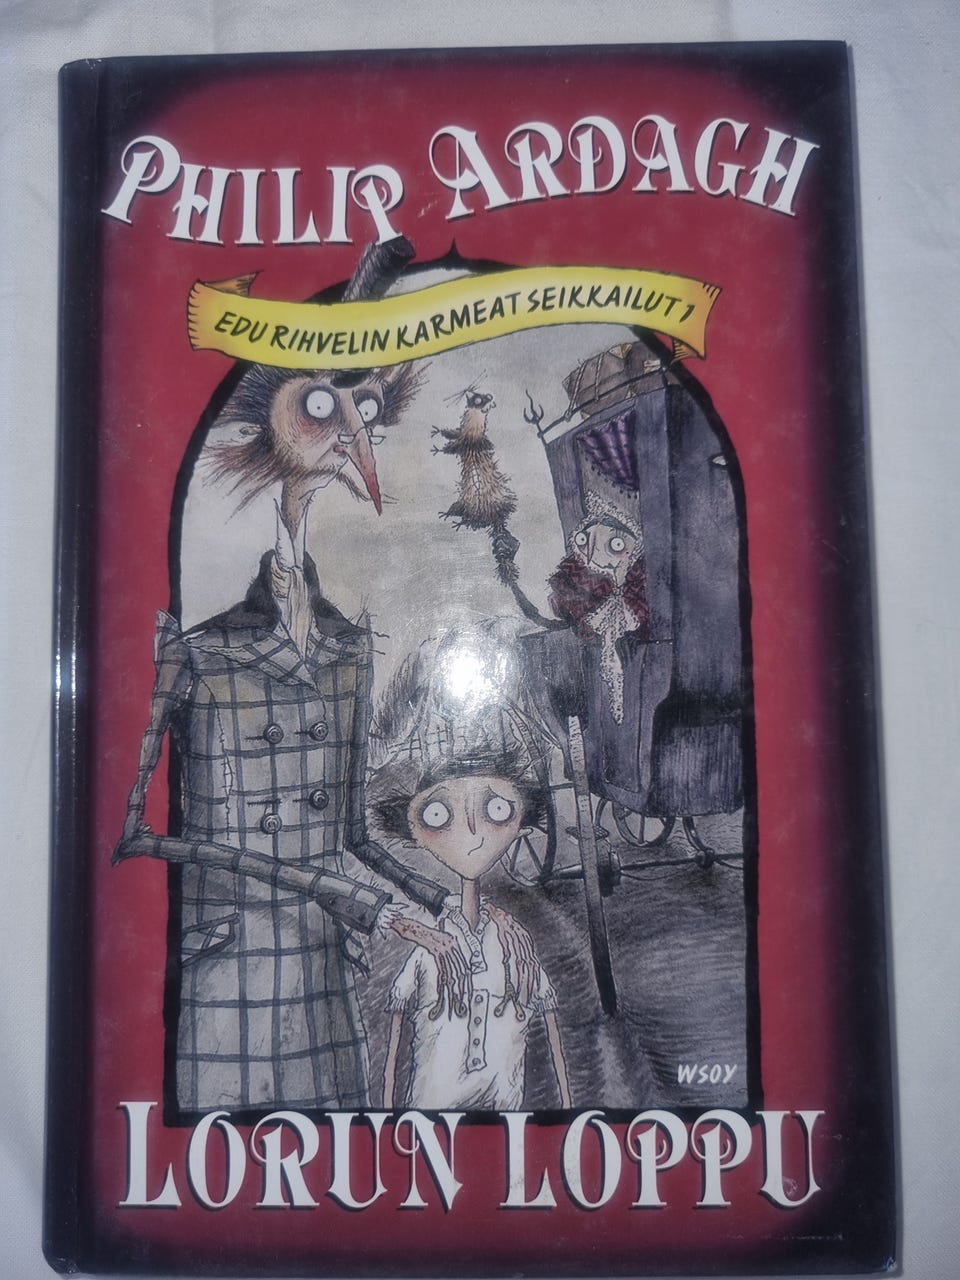 PHILIP ARDAGH
EDU RIHVELIN KARMEAT SEIKKAILUT 1
WSOY
LORUN LOPPU